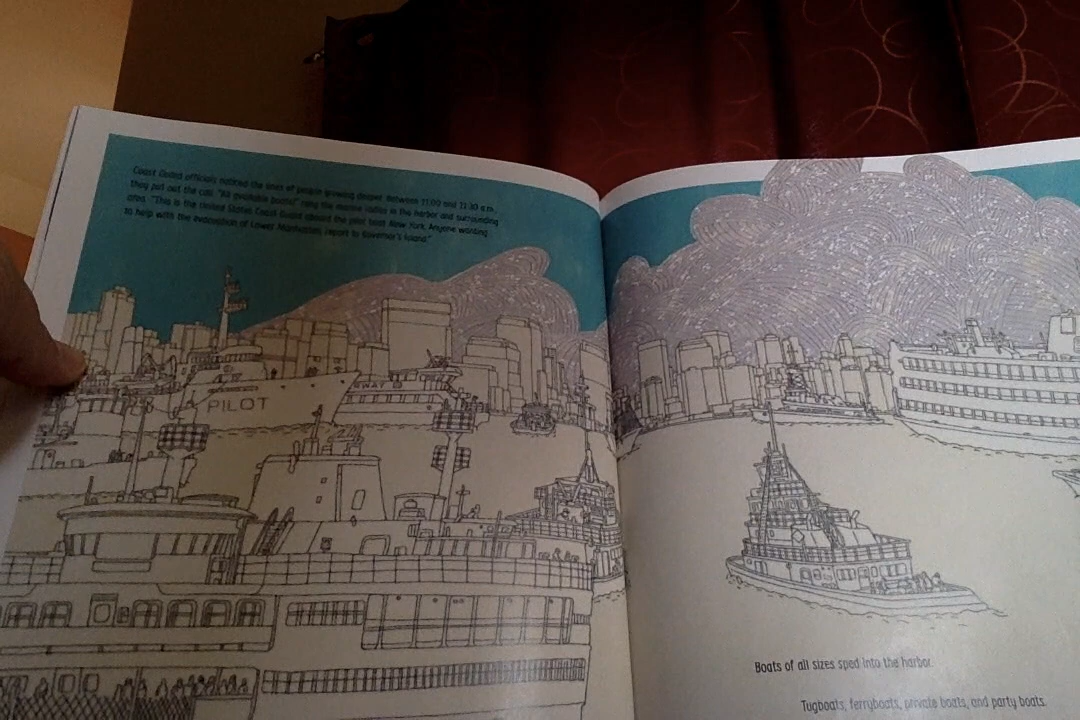 Coast Guard officials noticed the lines of people growing deeper between 11:00 and 11:30 a.m.
they put out the call. "All available boats!" rang the marine radios in the harbor and surrounding
area. "This is the United States Coast Guard aboard the pilot boat New York. Anyone wanting
to help with the evacuation of Lower Manhattan, report to Governor's Island."
PILOT
WAY
Boats of all sizes sped into the harbor.
Tugboats, ferryboats, private boats, and party boats.